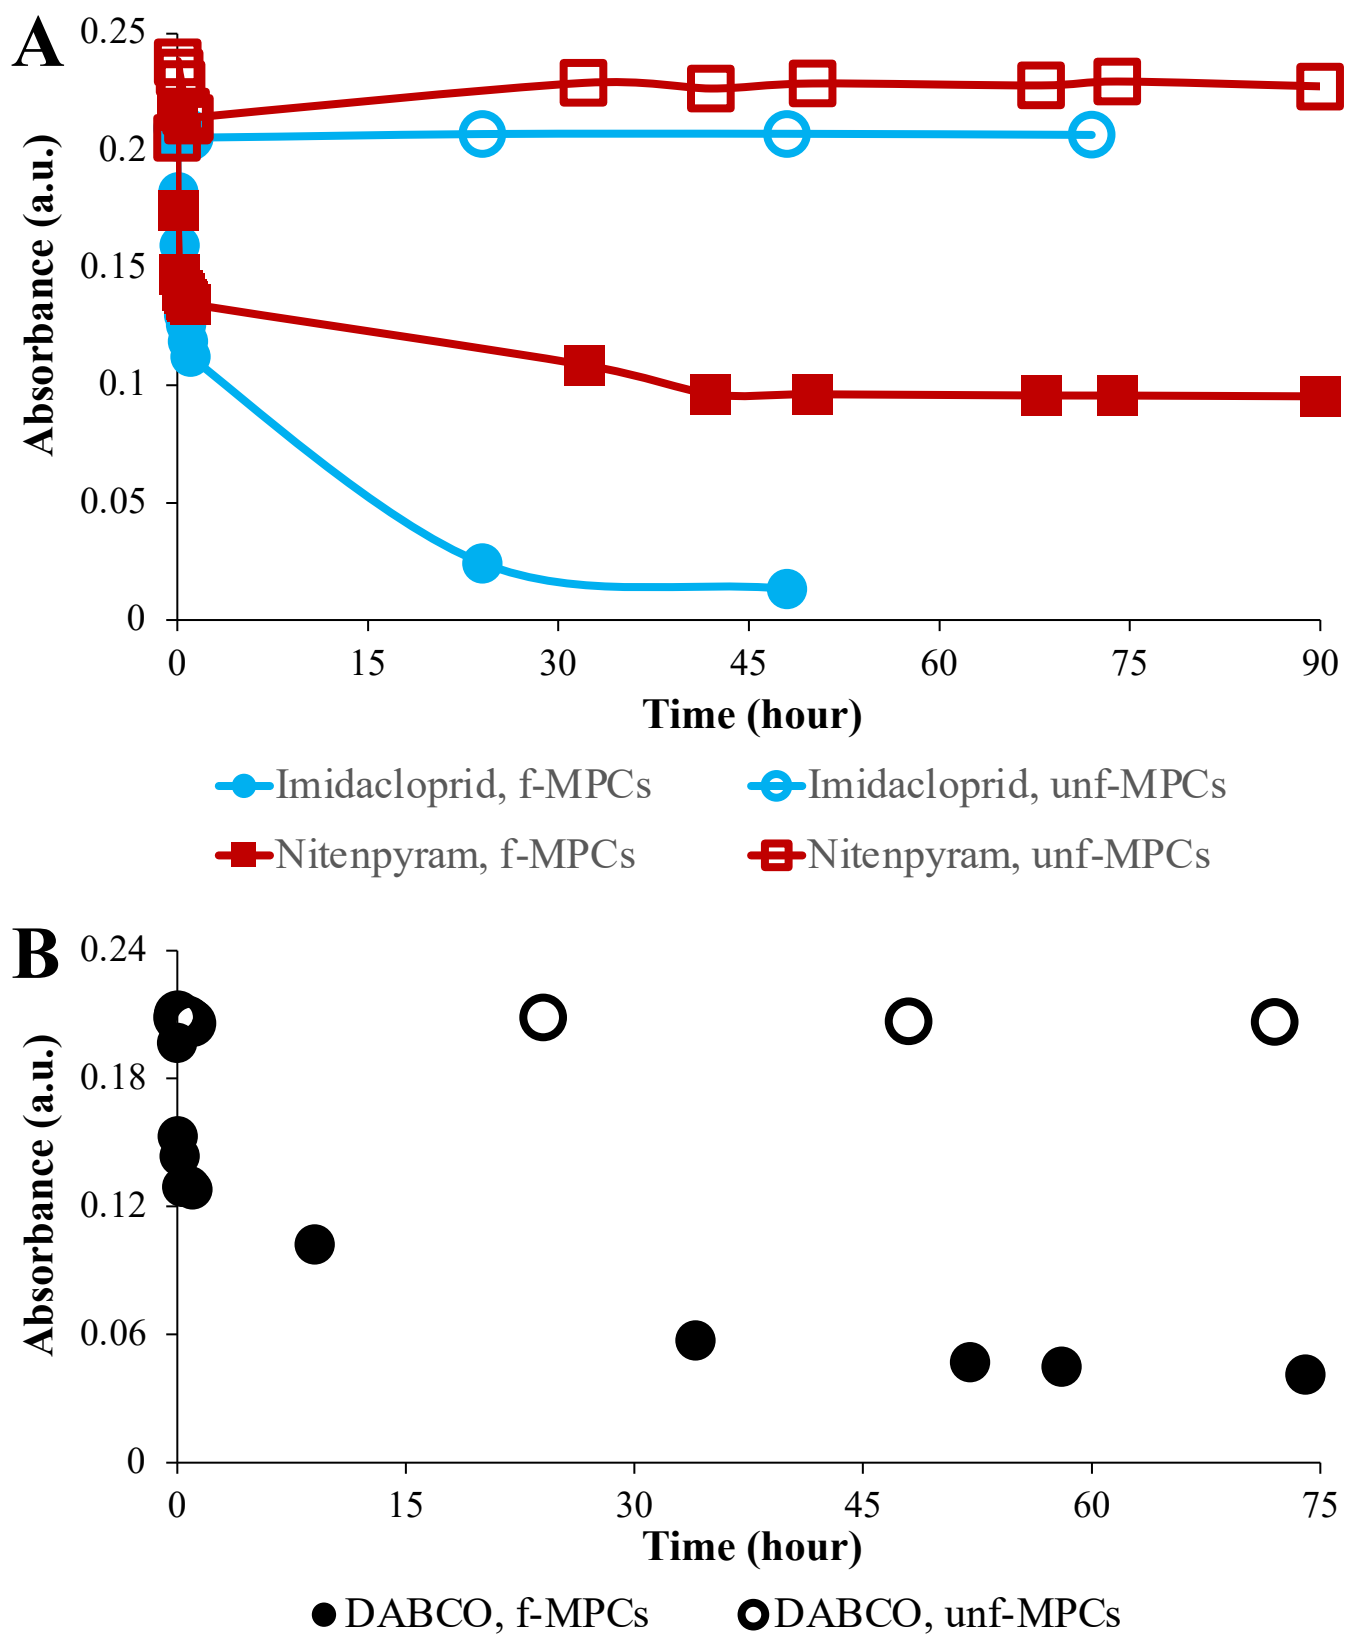 A
0.25
0.2
0.15
0.1
0.05
0
Absorbance (a.u.)
0 15 30 45 60 75 90
Time (hour)
Imidacloprid, f-MPCs Imidacloprid, unf-MPCs
Nitenpyram, f-MPCs Nitenpyram, unf-MPCs
B
0.24
0.18
0.12
0.06
0
Absorbance (a.u.)
0 15 30 45 60 75
Time (hour)
DABCO, f-MPCs DABCO, unf-MPCs